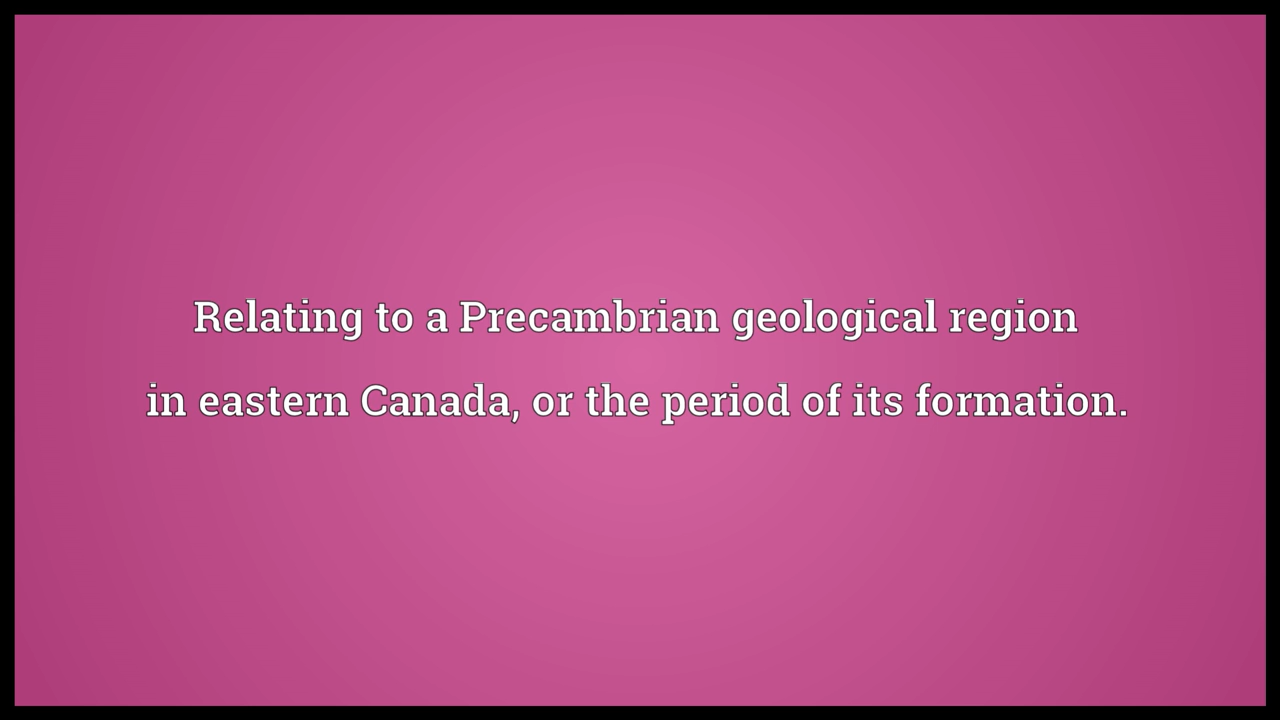 Relating to a Precambrian geological region
in eastern Canada, or the period of its formation.